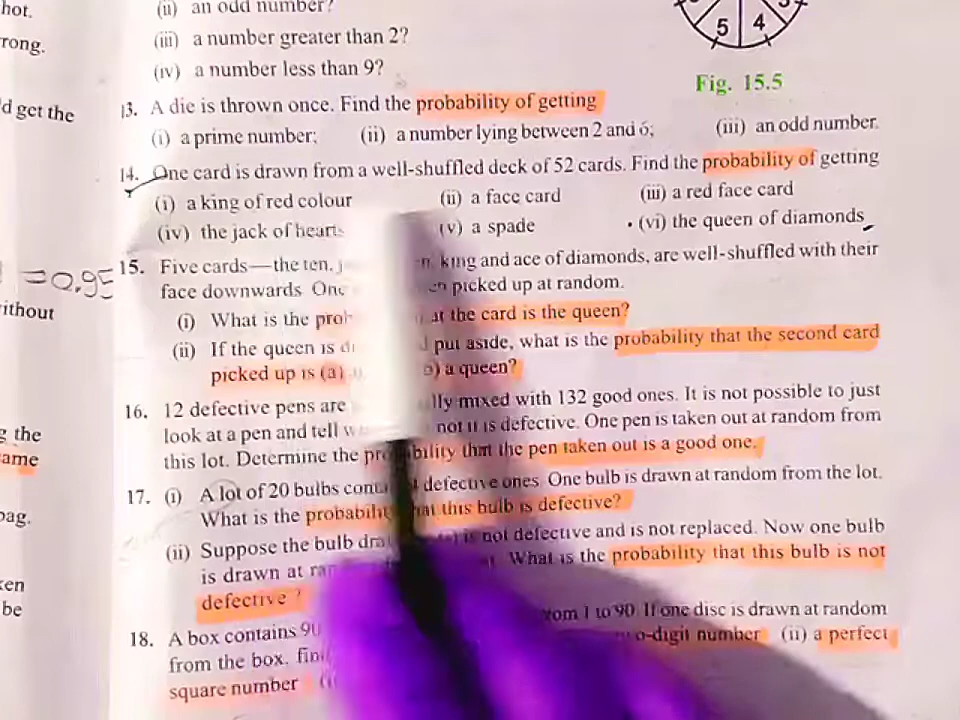 hot.
rong.
'd get the
= 0.95
ithout
g the
ame
bag.
ken
be
(ii) an odd number?
(iii) a number greater than 2?
(iv) a number less than 9?
5 4
Fig. 15.5
13. A die is thrown once. Find the probability of getting
(i) a prime number; (ii) a number lying between 2 and 6; (iii) an odd number.
14. One card is drawn from a well-shuffled deck of 52 cards. Find the probability of getting
(i) a king of red colour (ii) a face card (iii) a red face card
(iv) the jack of hearts (v) a spade (vi) the queen of diamonds
15. Five cards—the ten, king and ace of diamonds, are well-shuffled with their
face downwards. One picked up at random.
(i) What is the at the card is the queen?
(ii) If the queen is put aside, what is the probability that the second card
picked up is (a) a queen?
16. 12 defective pens are mixed with 132 good ones. It is not possible to just
look at a pen and tell not it is defective. One pen is taken out at random from
this lot. Determine the probability that the pen taken out is a good one.
17. (i) A lot of 20 bulbs defective ones. One bulb is drawn at random from the lot.
What is the that this bulb is defective?
(ii) Suppose the bulb is not defective and is not replaced. Now one bulb
is drawn at What is the probability that this bulb is not
defective ?
18. A box contains 90 from 1 to 90. If one disc is drawn at random
from the box, o-digit number (ii) a perfect
square number